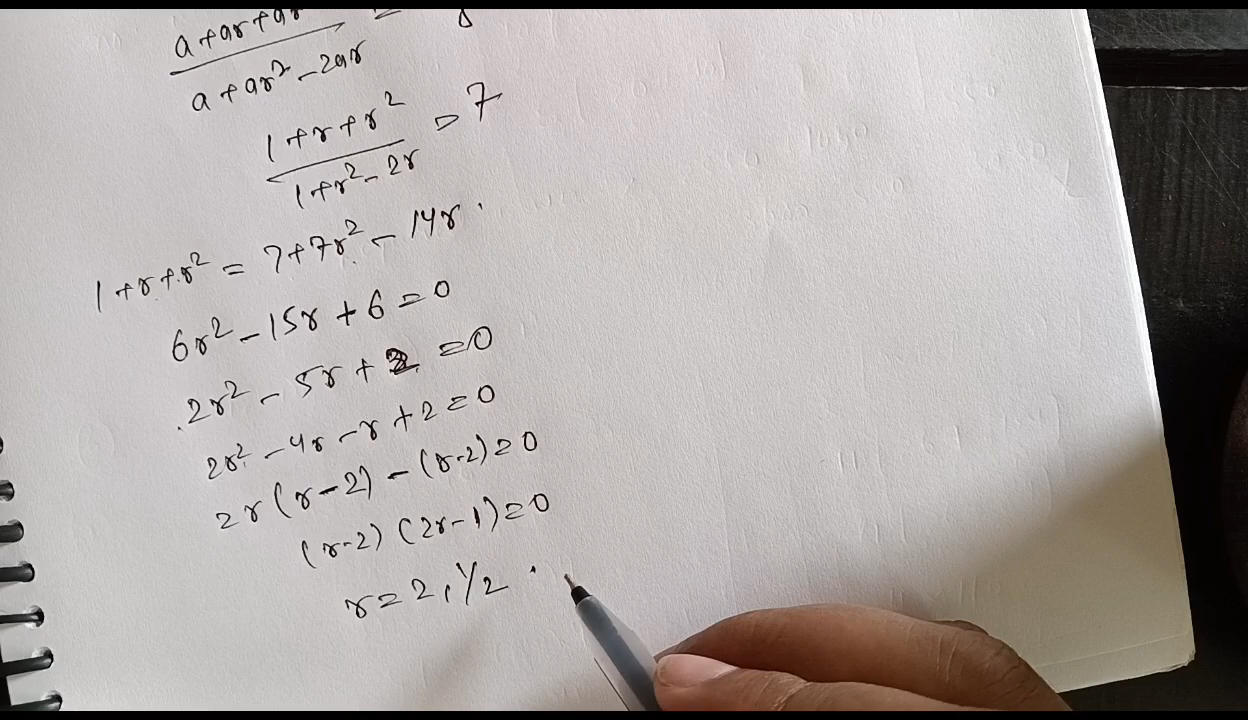 a + ar + ar
a + ar² - 2ar
1 + r + r² = 7
1 + r² - 2r
1 + r + r² = 7 + 7r² - 14r
6r² - 15r + 6 = 0
2r² - 5r + 2 = 0
2r² - 4r - r + 2 = 0
2r (r - 2) - (r - 2) = 0
(r - 2) (2r - 1) = 0
r = 2, 1/2